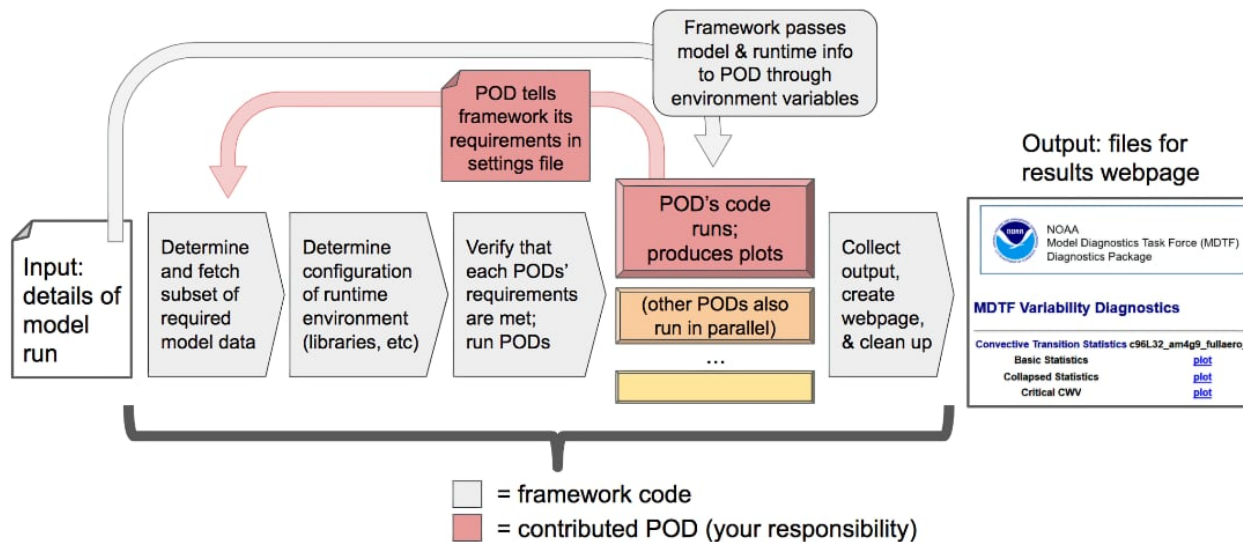 Framework passes
model & runtime info
to POD through
environment variables
POD tells
framework its
requirements in
settings file
Input:
details of
model
run
Determine
and fetch
subset of
required
model data
Determine
configuration
of runtime
environment
(libraries, etc)
Verify that
each PODs’
requirements
are met;
run PODs
POD’s code
runs;
produces plots
(other PODs also
run in parallel)
...
Collect
output,
create
webpage,
& clean up
Output: files for
results webpage
NOAA
NOAA
Model Diagnostics Task Force (MDTF)
Diagnostics Package
MDTF Variability Diagnostics
Convective Transition Statistics c96L32_am4g9_fullaero_
Basic Statistics plot
Collapsed Statistics plot
Critical CWV plot
= framework code
= contributed POD (your responsibility)